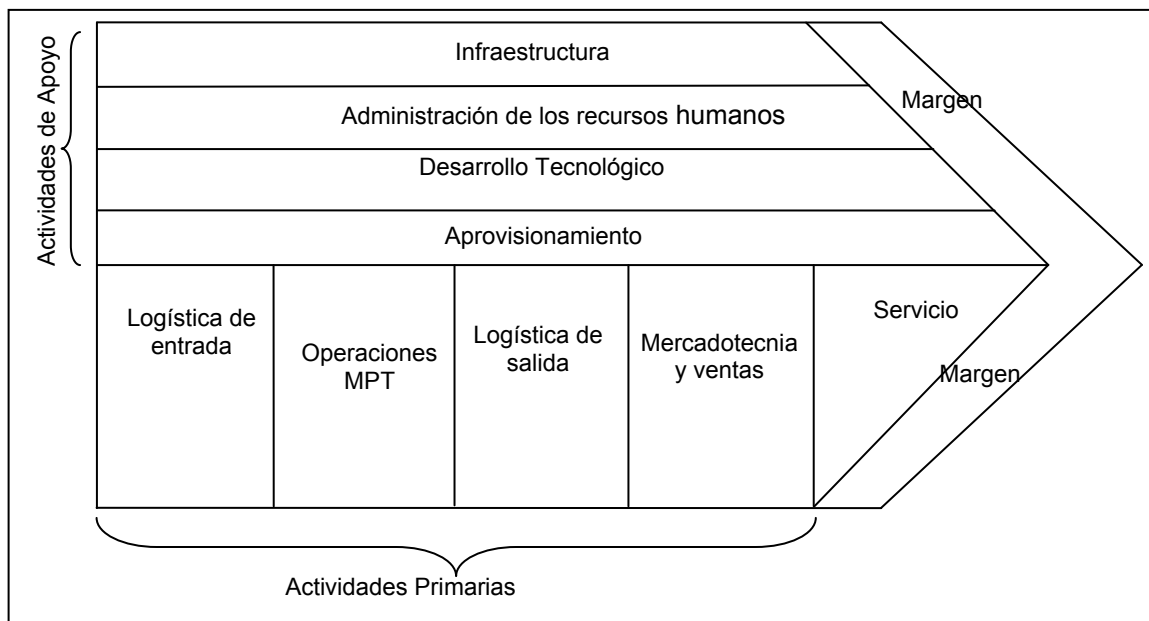 Actividades de Apoyo
Infraestructura
Administración de los recursos humanos
Desarrollo Tecnológico
Aprovisionamiento
Margen
Logística de
entrada
Operaciones
MPT
Logística de
salida
Mercadotecnia
y ventas
Servicio
Margen
Actividades Primarias